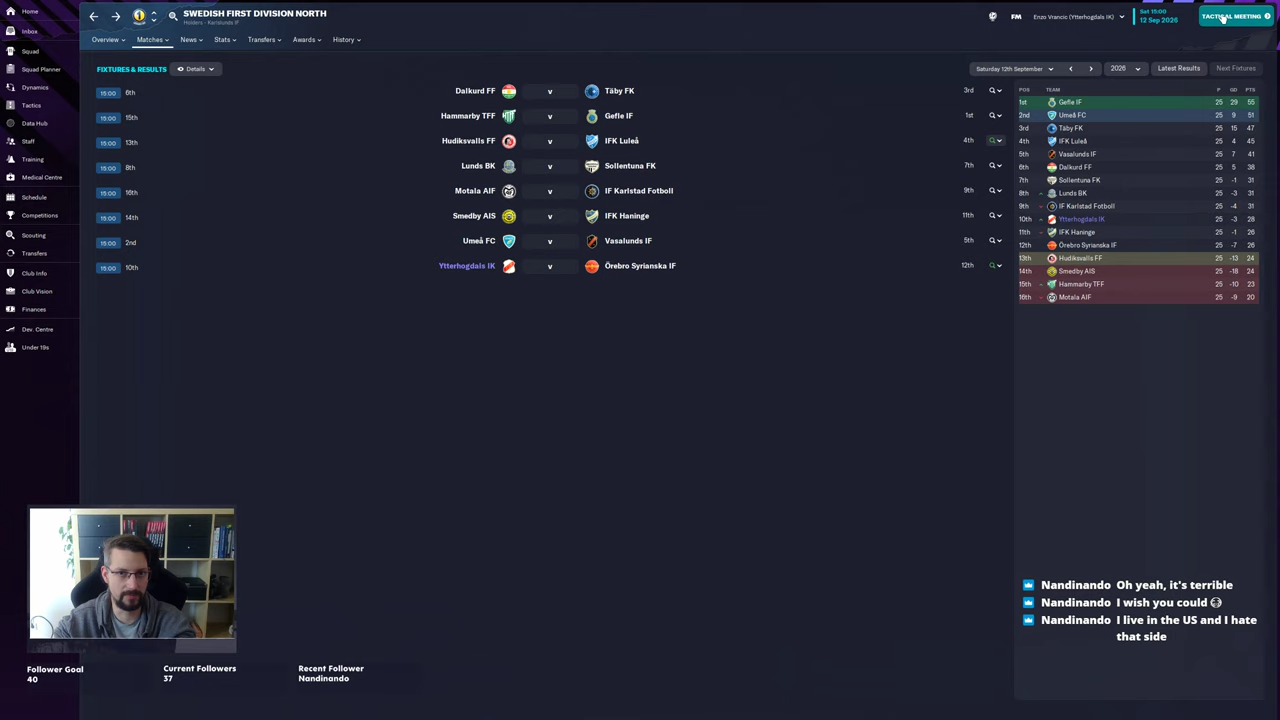 Home
Inbox
Squad
Squad Planner
Dynamics
Tactics
Data Hub
Staff
Training
Medical Centre
Schedule
Competitions
Scouting
Transfers
Club Info
Club Vision
Finances
Dev. Centre
Under 19s
SWEDISH FIRST DIVISION NORTH
Holders - Karlslunds IF
FM
Enzo Vrancio (Ytterhogdals IK)
Sat 15:00
12 Sep 2026
TACTICAL MEETING
Overview Matches News Stats Transfers Awards History
FIXTURES & RESULTS Details
Saturday 12th September 2026 Latest Results Next Fixtures
15:00 6th Dalkurd FF v Täby FK 3rd
15:00 15th Hammarby TFF v Gefle IF 1st
15:00 13th Hudiksvalls FF v IFK Luleå 4th
15:00 8th Lunds BK v Sollentuna FK 7th
15:00 16th Motala AIF v IF Karlstad Fotboll 9th
15:00 14th Smedby AIS v IFK Haninge 11th
15:00 2nd Umeå FC v Vasalunds IF 5th
15:00 10th Ytterhogdals IK v Örebro Syrianska IF 12th
POS TEAM P GD PTS
1st Gefle IF 25 29 55
2nd Umeå FC 25 9 51
3rd Täby FK 25 15 47
4th IFK Luleå 25 4 45
5th Vasalunds IF 25 7 41
6th Dalkurd FF 25 5 38
7th Sollentuna FK 25 -1 31
8th Lunds BK 25 -3 31
9th IF Karlstad Fotboll 25 -4 31
10th Ytterhogdals IK 25 -3 28
11th IFK Haninge 25 -1 26
12th Örebro Syrianska IF 25 -7 26
13th Hudiksvalls FF 25 -13 24
14th Smedby AIS 25 -18 24
15th Hammarby TFF 25 -10 23
16th Motala AIF 25 -9 20
Nandinando Oh yeah, it's terrible
Nandinando I wish you could
Nandinando I live in the US and I hate
that side
Follower Goal
40
Current Followers
37
Recent Follower
Nandinando